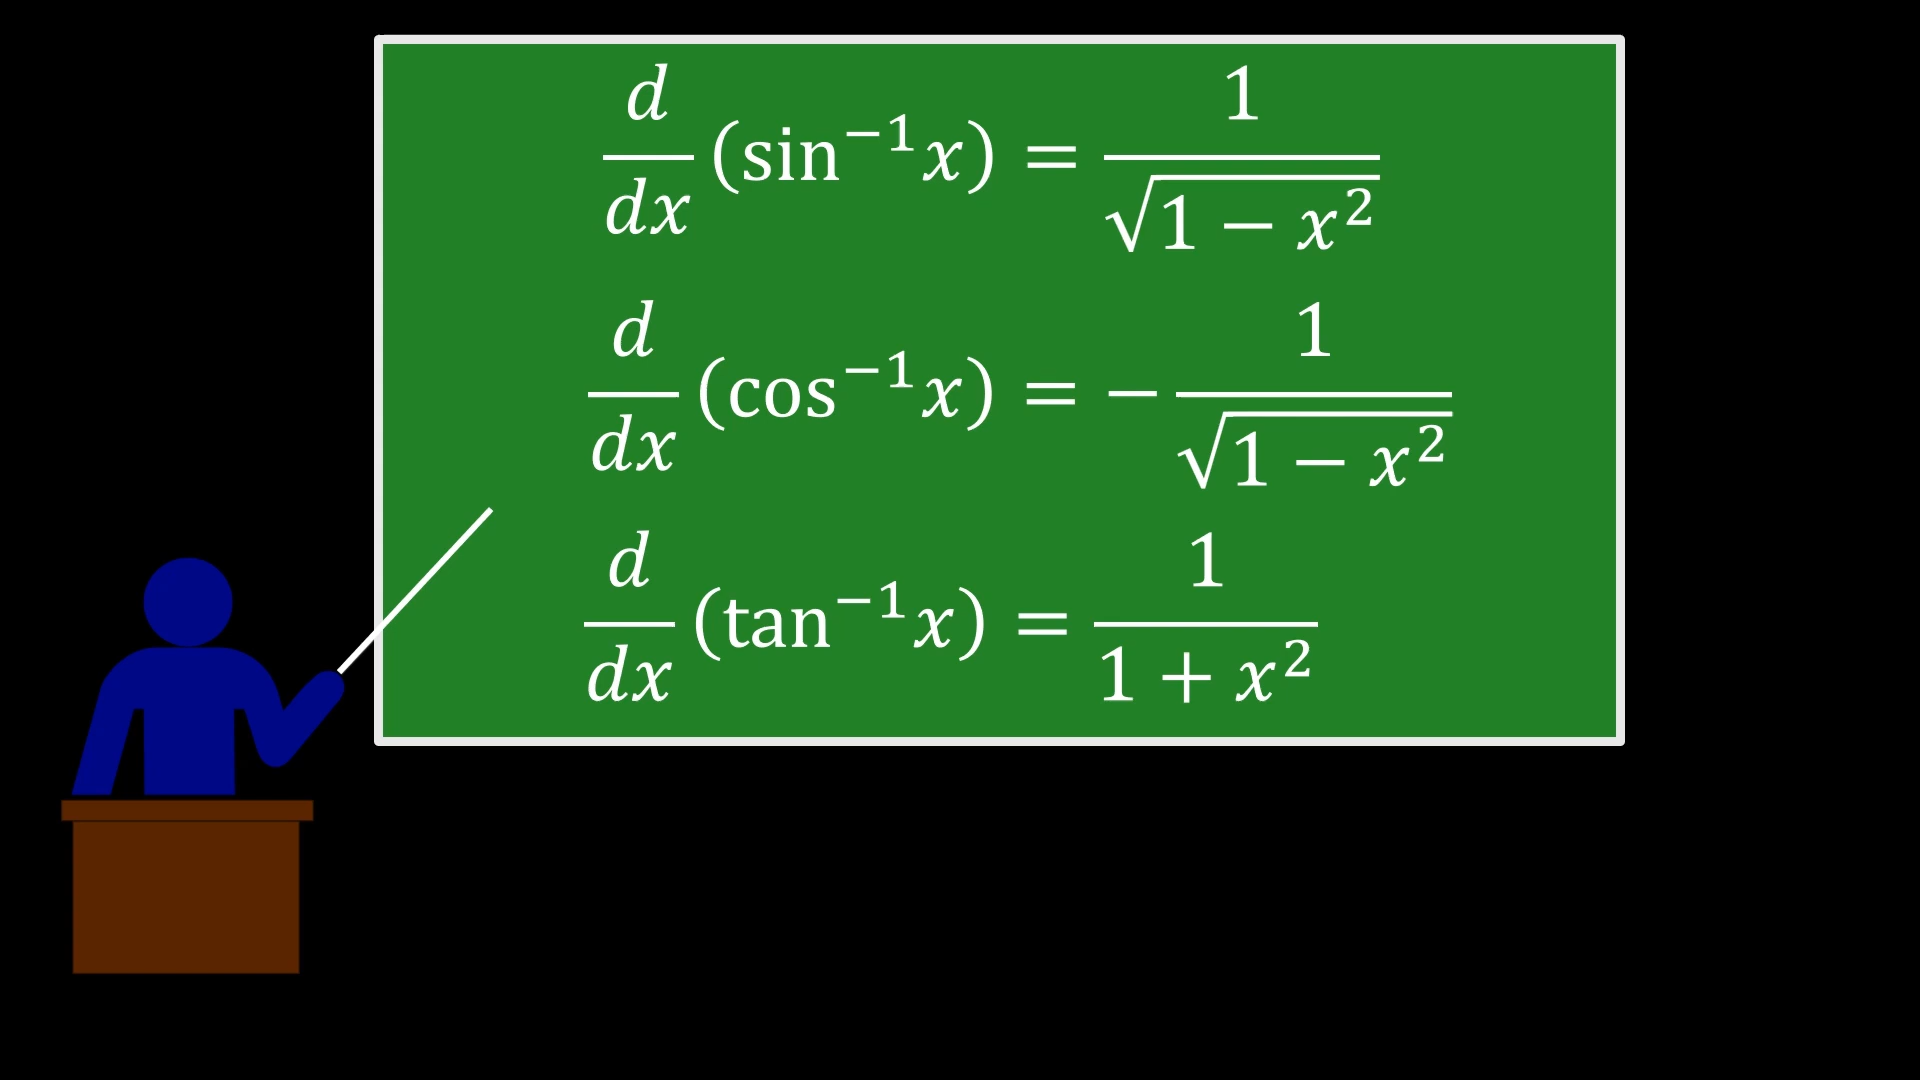 d/dx (sin⁻¹x) = 1/√(1 − x²)
d/dx (cos⁻¹x) = −1/√(1 − x²)
d/dx (tan⁻¹x) = 1/(1 + x²)